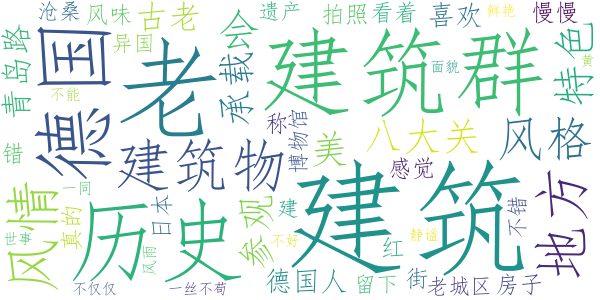 沧桑
风味
古老
遗产
拍照
看着
喜欢
鲜艳
慢慢
青岛路
异国
德国
老
承载
会
建筑群
面貌
特色
黄
不能
错
建筑物
称
博物馆
美
八大关
感觉
风格
风情
一同
真的
日本
历史
参观
建
建筑
红
静谧
不错
地方
世事
风雨
不好
不仅仅
一丝不苟
德国人
留下
街
老城区
房子